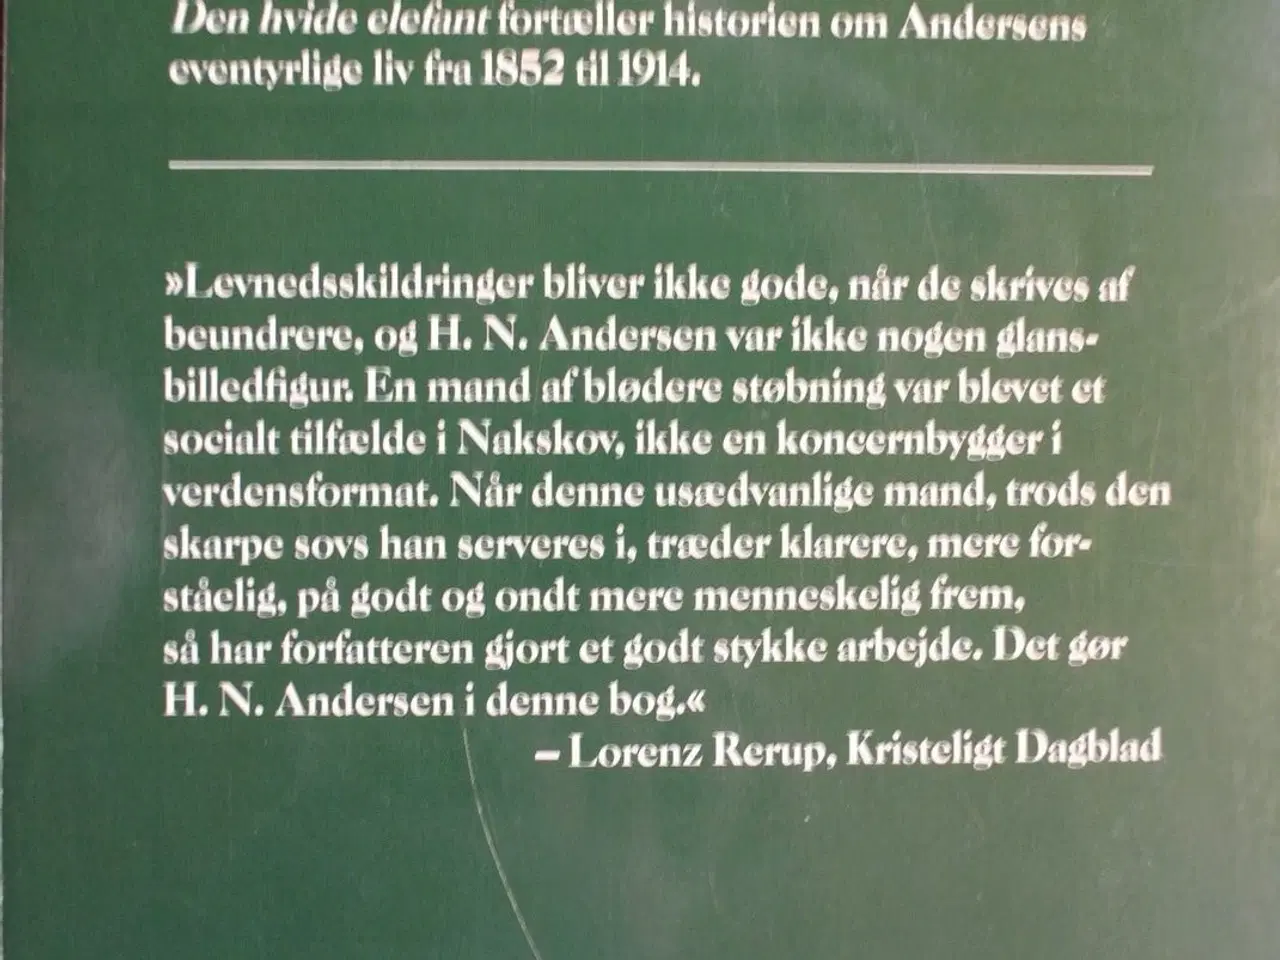 Den hvide elefant fortæller historien om Andersens
eventyrlige liv fra 1852 til 1914.
»Levnedsskildringer bliver ikke gode, når de skrives af
beundrere, og H. N. Andersen var ikke nogen glans-
billedfigur. En mand af blødere støbning var blevet et
socialt tilfælde i Nakskov, ikke en koncernbygger i
verdensformat. Når denne usædvanlige mand, trods den
skarpe sovs han serveres i, træder klarere, mere for-
ståelig, på godt og ondt mere menneskelig frem,
så har forfatteren gjort et godt stykke arbejde. Det gør
H. N. Andersen i denne bog.«
– Lorenz Rerup, Kristeligt Dagblad